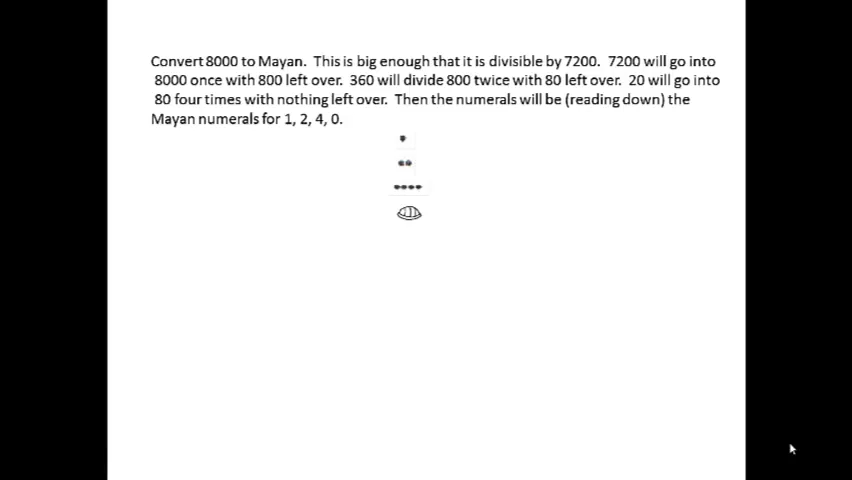 Convert 8000 to Mayan. This is big enough that it is divisible by 7200. 7200 will go into
8000 once with 800 left over. 360 will divide 800 twice with 80 left over. 20 will go into
80 four times with nothing left over. Then the numerals will be (reading down) the
Mayan numerals for 1, 2, 4, 0.